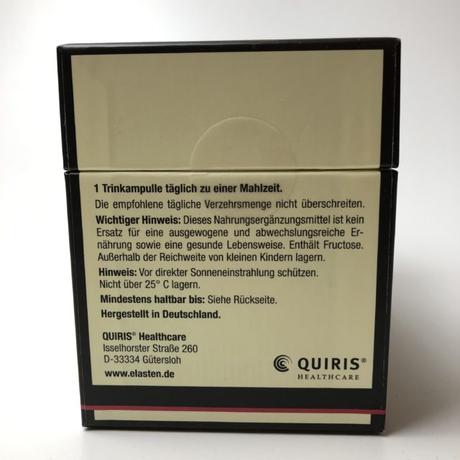 1 Trinkampulle täglich zu einer Mahlzeit.
Die empfohlene tägliche Verzehrsmenge nicht überschreiten.
Wichtiger Hinweis: Dieses Nahrungsergänzungsmittel ist kein
Ersatz für eine ausgewogene und abwechslungsreiche Er-
nährung sowie eine gesunde Lebensweise. Enthält Fructose.
Außerhalb der Reichweite von kleinen Kindern lagern.
Hinweis: Vor direkter Sonneneinstrahlung schützen.
Nicht über 25° C lagern.
Mindestens haltbar bis: Siehe Rückseite.
Hergestellt in Deutschland.
QUIRIS® Healthcare
Isselhorster Straße 260
D-33334 Gütersloh
www.elasten.de
QUIRIS®
HEALTHCARE